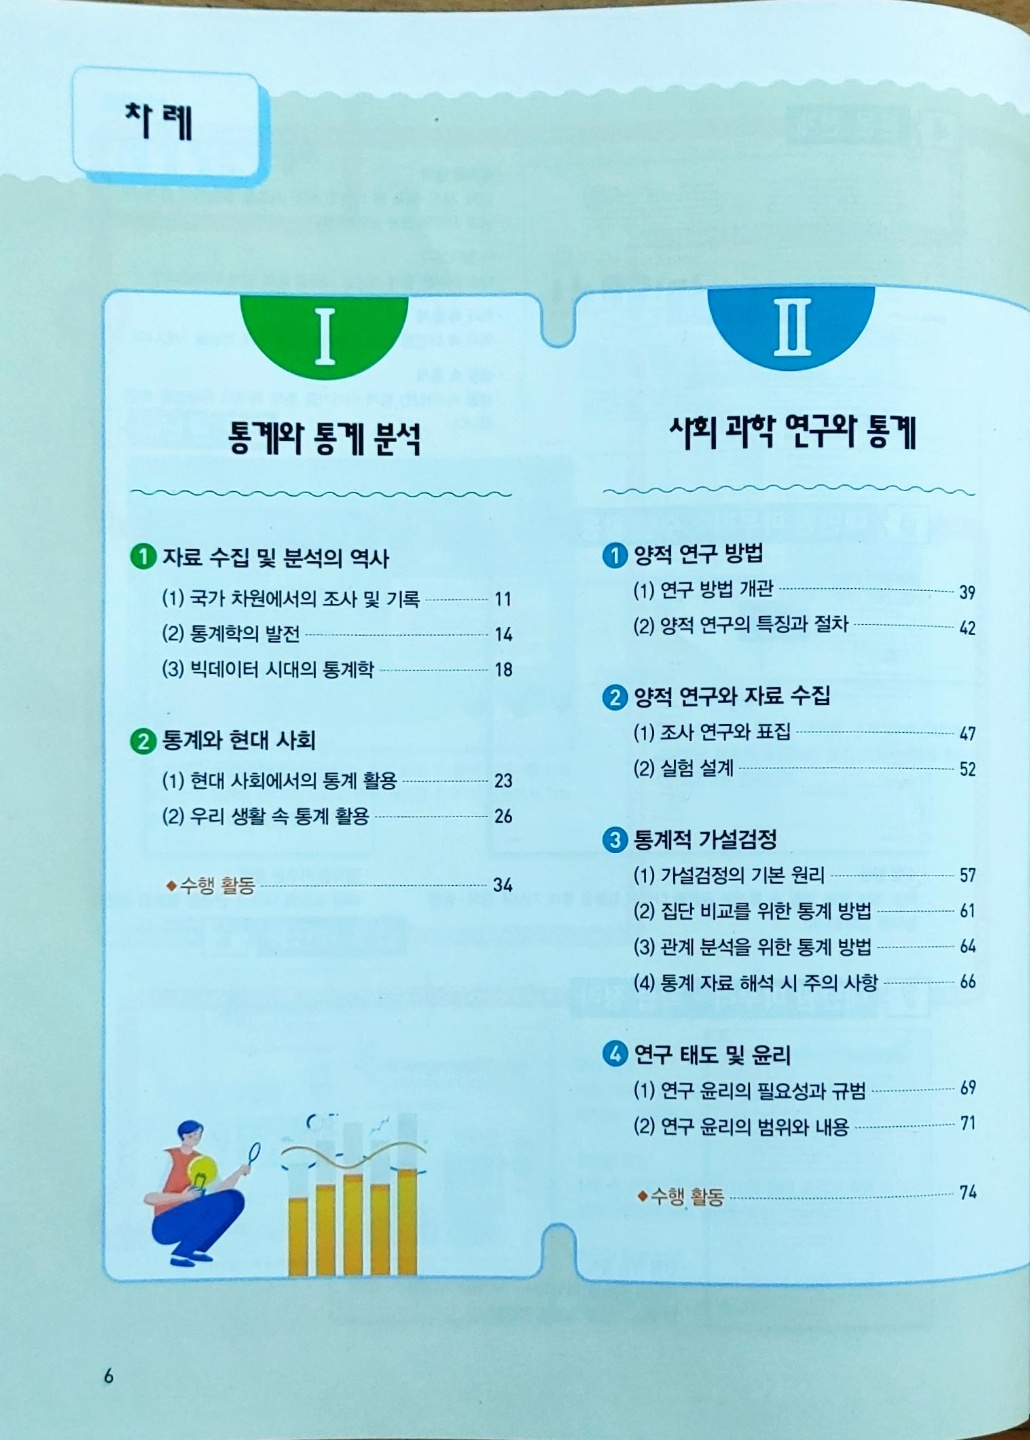 차례
I
통계와 통계 분석
1 자료 수집 및 분석의 역사
(1) 국가 차원에서의 조사 및 기록 11
(2) 통계학의 발전 14
(3) 빅데이터 시대의 통계학 18
2 통계와 현대 사회
(1) 현대 사회에서의 통계 활용 23
(2) 우리 생활 속 통계 활용 26
◆수행 활동 34
II
사회 과학 연구와 통계
1 양적 연구 방법
(1) 연구 방법 개관 39
(2) 양적 연구의 특징과 절차 42
2 양적 연구와 자료 수집
(1) 조사 연구와 표집 47
(2) 실험 설계 52
3 통계적 가설검정
(1) 가설검정의 기본 원리 57
(2) 집단 비교를 위한 통계 방법 61
(3) 관계 분석을 위한 통계 방법 64
(4) 통계 자료 해석 시 주의 사항 66
4 연구 태도 및 윤리
(1) 연구 윤리의 필요성과 규범 69
(2) 연구 윤리의 범위와 내용 71
◆수행 활동 74
6